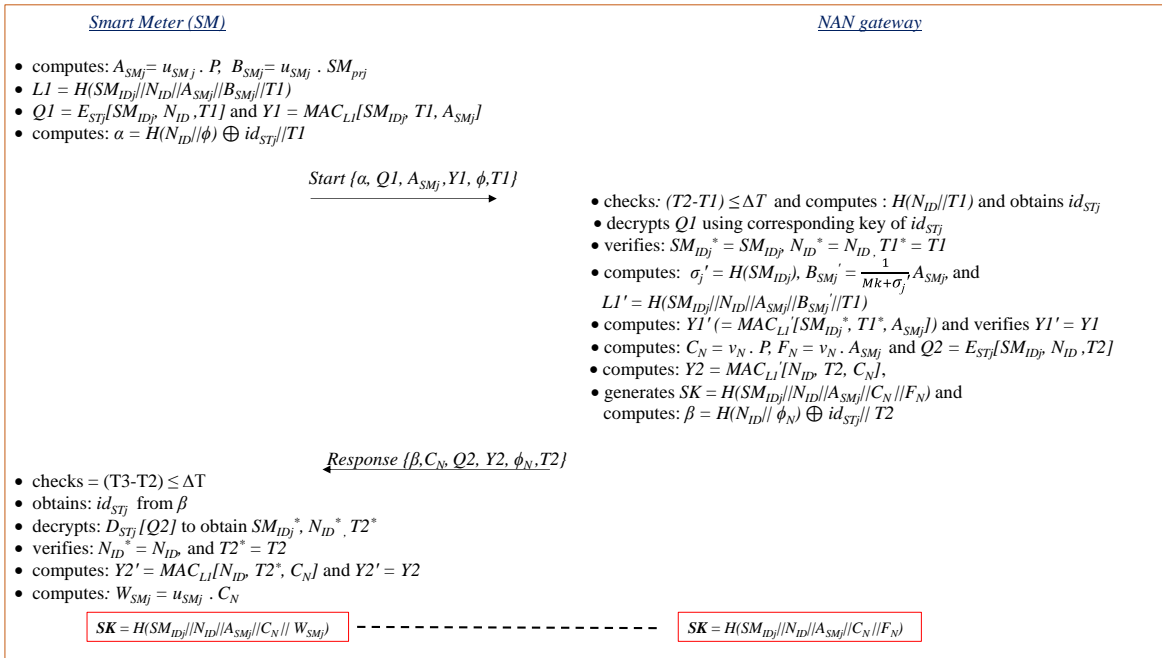 Smart Meter (SM)
NAN gateway
• computes: A_SMj = u_SMj . P, B_SMj = u_SMj . SM_prj
• L1 = H(SM_IDj//N_ID//A_SMj//B_SMj//T1)
• Q1 = E_STj[SM_IDj, N_ID ,T1] and Y1 = MAC_L1[SM_IDj, T1, A_SMj]
• computes: α = H(N_ID//ϕ) ⊕ id_STj//T1
Start {α, Q1, A_SMj ,Y1, ϕ,T1}
• checks: (T2-T1) ≤ ΔT and computes : H(N_ID//T1) and obtains id_STj
• decrypts Q1 using corresponding key of id_STj
• verifies: SM_IDj* = SM_IDj, N_ID* = N_ID , T1* = T1
• computes: σ_j' = H(SM_IDj), B_SMj' = 1/(Mk+σ_j') A_SMj, and
L1' = H(SM_IDj//N_ID//A_SMj//B_SMj'//T1)
• computes: Y1' (= MAC_L1'[SM_IDj*, T1*, A_SMj]) and verifies Y1' = Y1
• computes: C_N = v_N . P, F_N = v_N . A_SMj and Q2 = E_STj[SM_IDj, N_ID ,T2]
• computes: Y2 = MAC_L1'[N_ID, T2, C_N],
• generates SK = H(SM_IDj//N_ID//A_SMj//C_N//F_N) and
computes: β = H(N_ID// ϕ_N) ⊕ id_STj// T2
Response {β,C_N, Q2, Y2, ϕ_N ,T2}
• checks = (T3-T2) ≤ ΔT
• obtains: id_STj from β
• decrypts: D_STj [Q2] to obtain SM_IDj*, N_ID* , T2*
• verifies: N_ID* = N_ID, and T2* = T2
• computes: Y2' = MAC_L1[N_ID, T2*, C_N] and Y2' = Y2
• computes: W_SMj = u_SMj . C_N
SK = H(SM_IDj//N_ID//A_SMj//C_N// W_SMj)
SK = H(SM_IDj//N_ID//A_SMj//C_N//F_N)